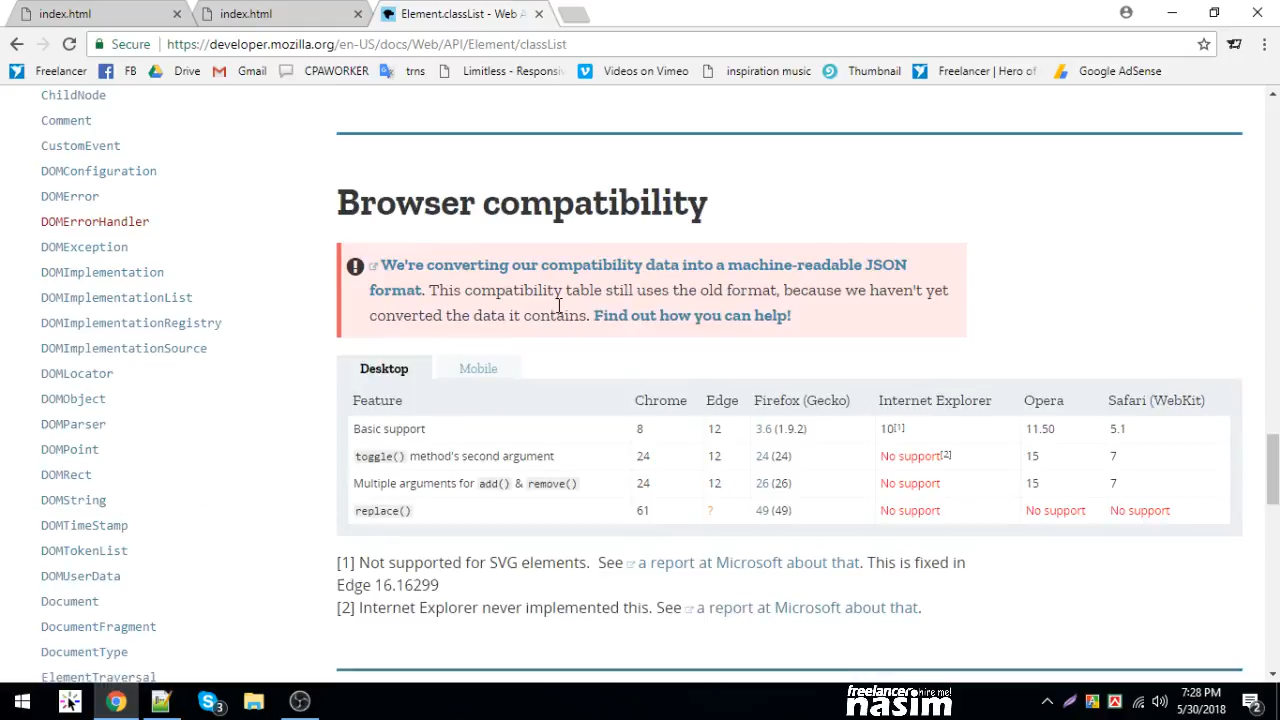 index.html
index.html
Element.classList - Web A
Secure
https://developer.mozilla.org/en-US/docs/Web/API/Element/classList
Freelancer
FB
Drive
Gmail
CPAWORKER
trns
Limitless - Responsiv
Videos on Vimeo
inspiration music
Thumbnail
Freelancer | Hero of
Google AdSense
ChildNode
Comment
CustomEvent
DOMConfiguration
DOMError
DOMErrorHandler
DOMException
DOMImplementation
DOMImplementationList
DOMImplementationRegistry
DOMImplementationSource
DOMLocator
DOMObject
DOMParser
DOMPoint
DOMRect
DOMString
DOMTimeStamp
DOMTokenList
DOMUserData
Document
DocumentFragment
DocumentType
ElementTraversal
Browser compatibility
We're converting our compatibility data into a machine-readable JSON
format. This compatibility table still uses the old format, because we haven't yet
converted the data it contains. Find out how you can help!
Desktop Mobile
Feature Chrome Edge Firefox (Gecko) Internet Explorer Opera Safari (WebKit)
Basic support 8 12 3.6 (1.9.2) 10[1] 11.50 5.1
toggle() method's second argument 24 12 24 (24) No support[2] 15 7
Multiple arguments for add() & remove() 24 12 26 (26) No support 15 7
replace() 61 ? 49 (49) No support No support No support
[1] Not supported for SVG elements. See a report at Microsoft about that. This is fixed in
Edge 16.16299
[2] Internet Explorer never implemented this. See a report at Microsoft about that.
3
freelancer hire me!
nasim
7:28 PM
5/30/2018
2